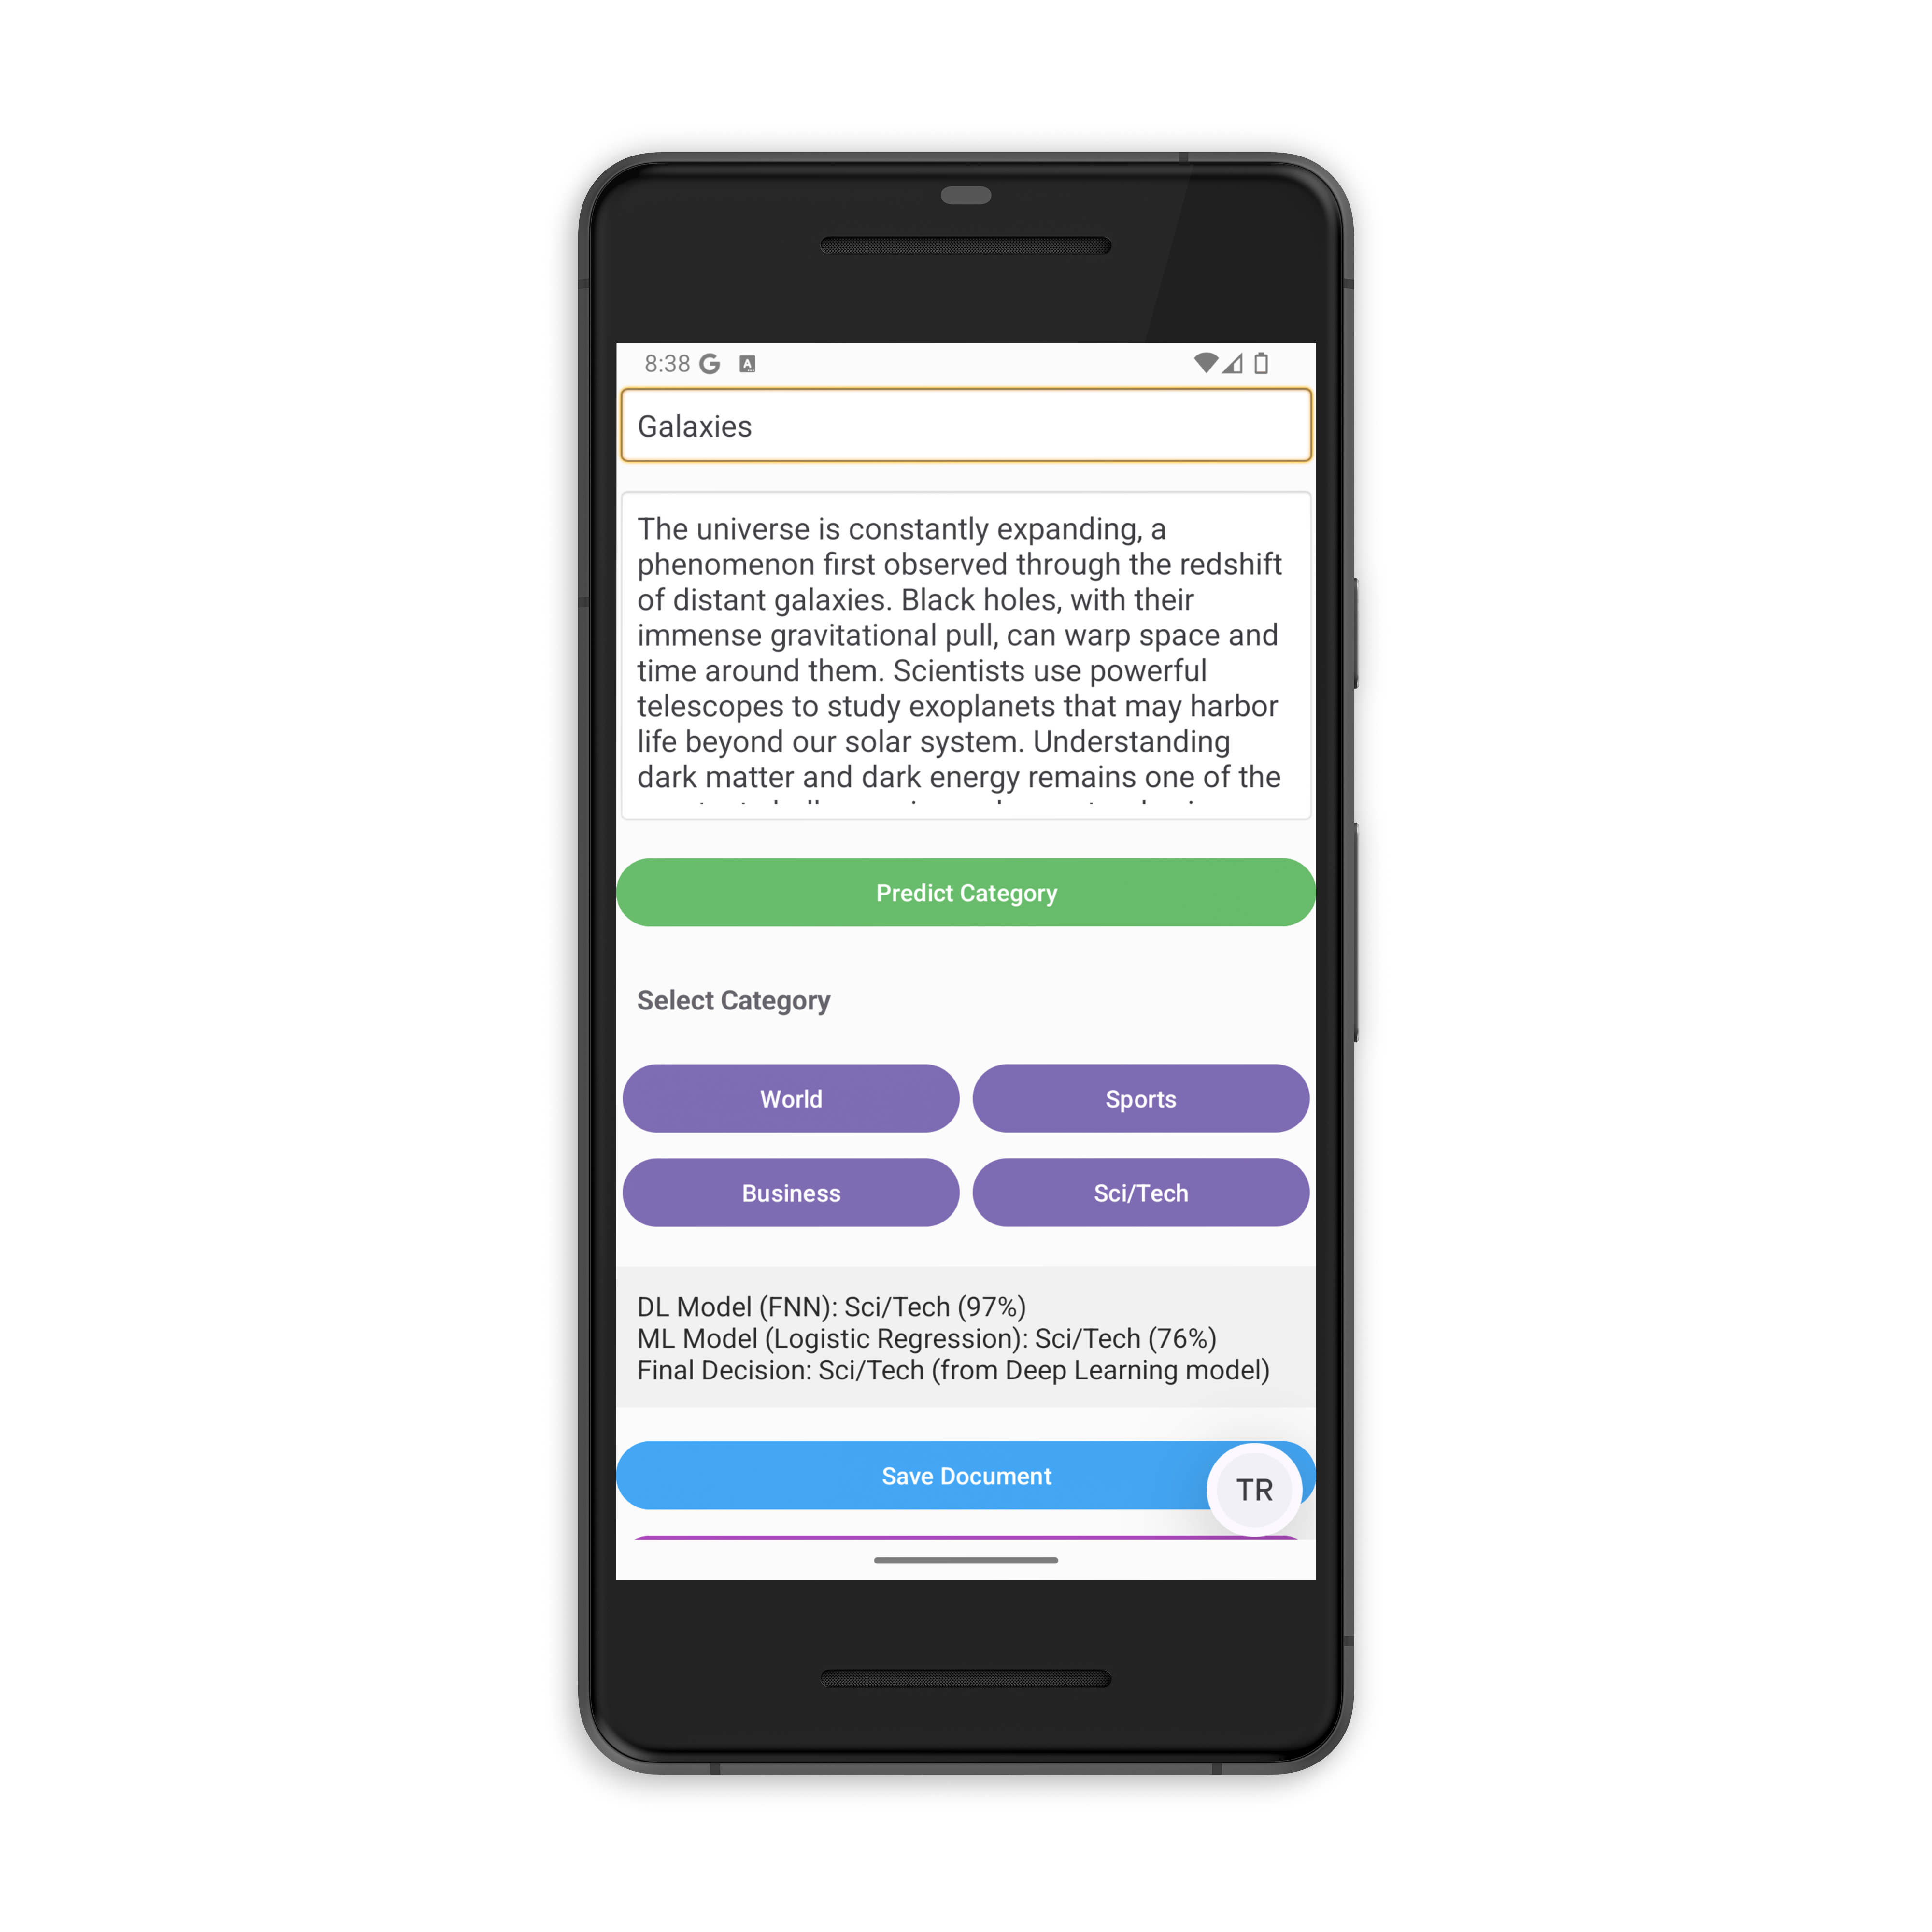 8:38
Galaxies
The universe is constantly expanding, a
phenomenon first observed through the redshift
of distant galaxies. Black holes, with their
immense gravitational pull, can warp space and
time around them. Scientists use powerful
telescopes to study exoplanets that may harbor
life beyond our solar system. Understanding
dark matter and dark energy remains one of the
Predict Category
Select Category
World
Sports
Business
Sci/Tech
DL Model (FNN): Sci/Tech (97%)
ML Model (Logistic Regression): Sci/Tech (76%)
Final Decision: Sci/Tech (from Deep Learning model)
Save Document
TR